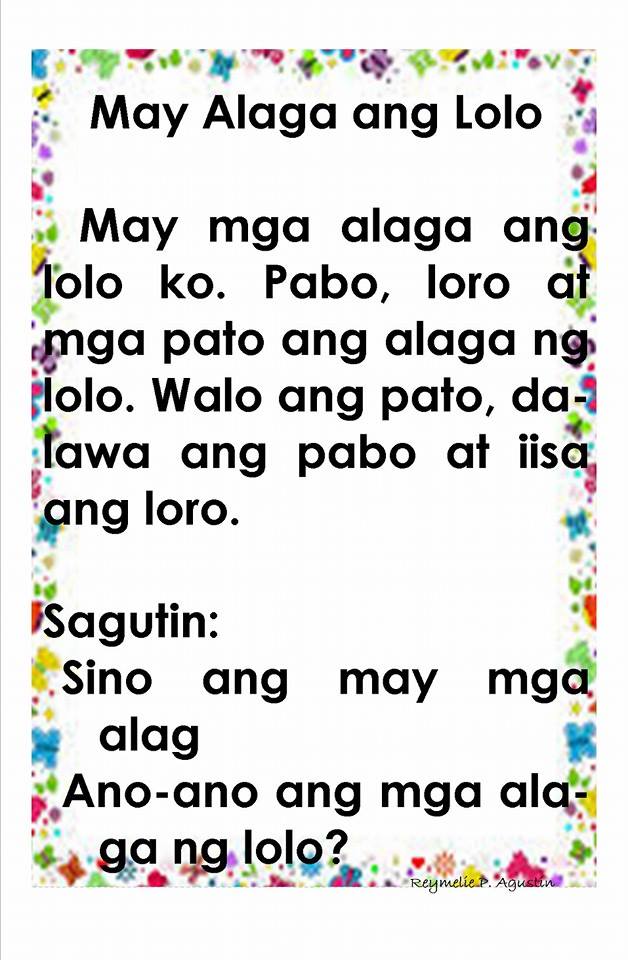 May Alaga ang Lolo
May mga alaga ang
lolo ko. Pabo, loro at
mga pato ang alaga ng
lolo. Walo ang pato, da-
lawa ang pabo at iisa
ang loro.
Sagutin:
Sino ang may mga
alag
Ano-ano ang mga ala-
ga ng lolo?
Reymelie P. Agustin